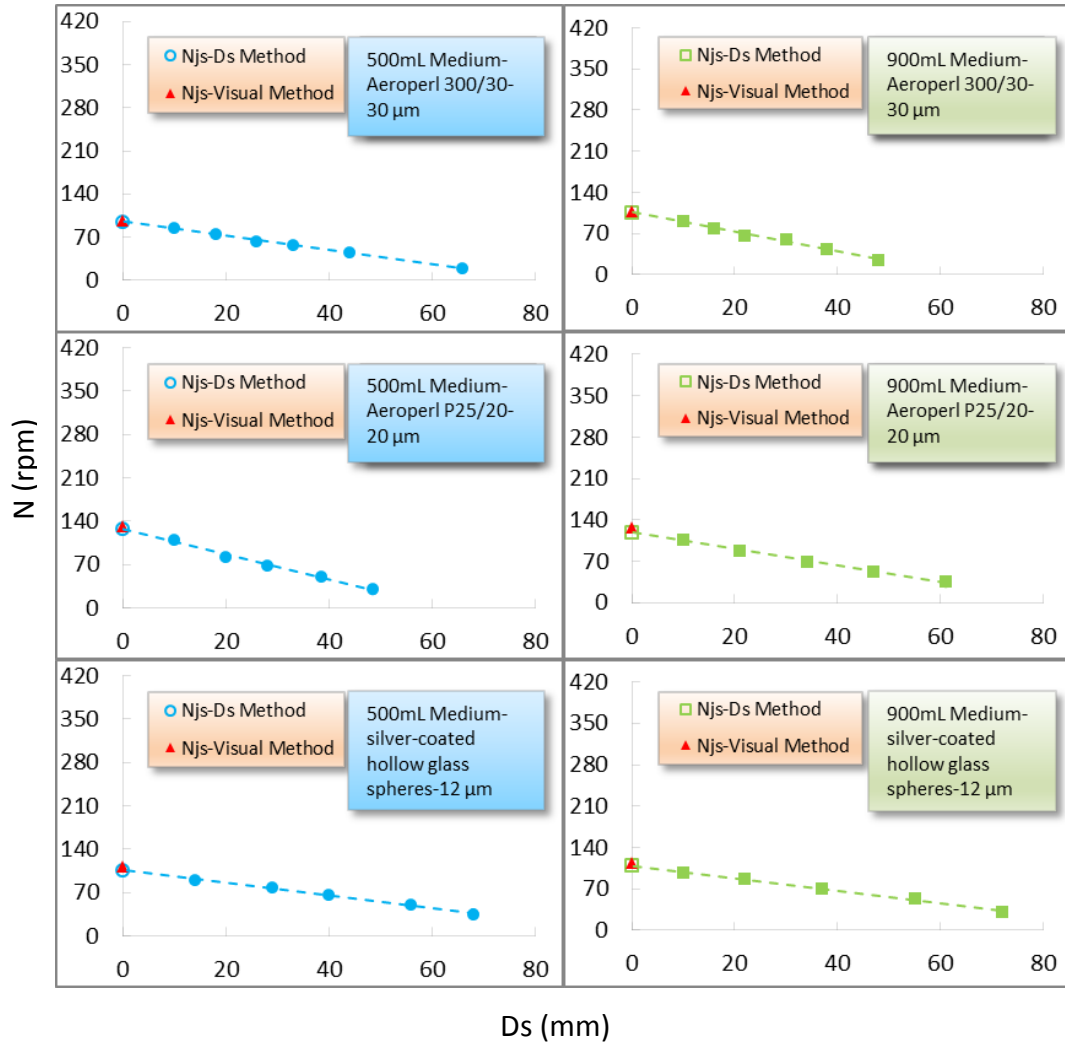 420
350
280
210
140
70
0
0 20 40 60 80
Njs-Ds Method
Njs-Visual Method
500mL Medium-
Aeroperl 300/30-
30 µm
420
350
280
210
140
70
0
0 20 40 60 80
Njs-Ds Method
Njs-Visual Method
900mL Medium-
Aeroperl 300/30-
30 µm
420
350
280
210
140
70
0
0 20 40 60 80
Njs-Ds Method
Njs-Visual Method
500mL Medium-
Aeroperl P25/20-
20 µm
420
350
280
210
140
70
0
0 20 40 60 80
Njs-Ds Method
Njs-Visual Method
900mL Medium-
Aeroperl P25/20-
20 µm
420
350
280
210
140
70
0
0 20 40 60 80
Njs-Ds Method
Njs-Visual Method
500mL Medium-
silver-coated
hollow glass
spheres-12 µm
420
350
280
210
140
70
0
0 20 40 60 80
Njs-Ds Method
Njs-Visual Method
900mL Medium-
silver-coated
hollow glass
spheres-12 µm
N (rpm)
Ds (mm)